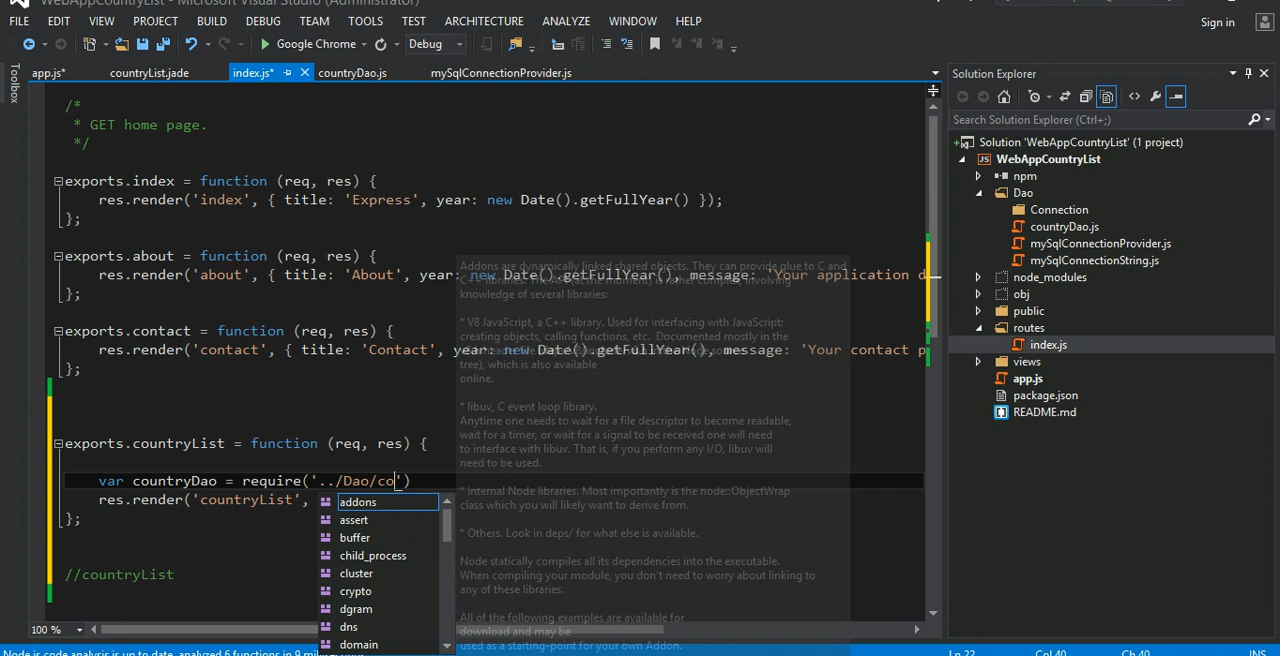 WebAppCountryList - Microsoft Visual Studio (Administrator)
FILE EDIT VIEW PROJECT BUILD DEBUG TEAM TOOLS TEST ARCHITECTURE ANALYZE WINDOW HELP
Sign in
Google Chrome
Debug
Toolbox
app.js*
countryList.jade
index.js*
countryDao.js
mySqlConnectionProvider.js
/*
* GET home page.
*/
exports.index = function (req, res) {
res.render('index', { title: 'Express', year: new Date().getFullYear() });
};
exports.about = function (req, res) {
res.render('about', { title: 'About', year: new Date().getFullYear(), message: 'Your application d
};
exports.contact = function (req, res) {
res.render('contact', { title: 'Contact', year: new Date().getFullYear(), message: 'Your contact p
};
exports.countryList = function (req, res) {
var countryDao = require('../Dao/co')
res.render('countryList',
};
//countryList
addons
assert
buffer
child_process
cluster
crypto
dgram
dns
domain
Addons are dynamically linked shared objects. They can provide glue to C and
C++ libraries. The API (at the moment) is rather complex, involving
knowledge of several libraries:
* V8 JavaScript, a C++ library. Used for interfacing with JavaScript:
creating objects, calling functions, etc. Documented mostly in the
tree), which is also available
online.
* libuv, C event loop library.
Anytime one needs to wait for a file descriptor to become readable,
wait for a timer, or wait for a signal to be received one will need
to interface with libuv. That is, if you perform any I/O, libuv will
need to be used.
* Internal Node libraries. Most importantly is the node::ObjectWrap
class which you will likely want to derive from.
* Others. Look in deps/ for what else is available.
Node statically compiles all its dependencies into the executable.
When compiling your module, you don't need to worry about linking to
any of these libraries.
All of the following examples are available for
download and may be
used as a starting-point for your own Addon.
100 %
Solution Explorer
Search Solution Explorer (Ctrl+;)
Solution 'WebAppCountryList' (1 project)
JS WebAppCountryList
npm
Dao
Connection
countryDao.js
mySqlConnectionProvider.js
mySqlConnectionString.js
node_modules
obj
public
routes
index.js
views
app.js
package.json
README.md
Node.js code analysis is up to date, analyzed 6 functions in 9
Ln 22
Col 40
Ch 40
INS